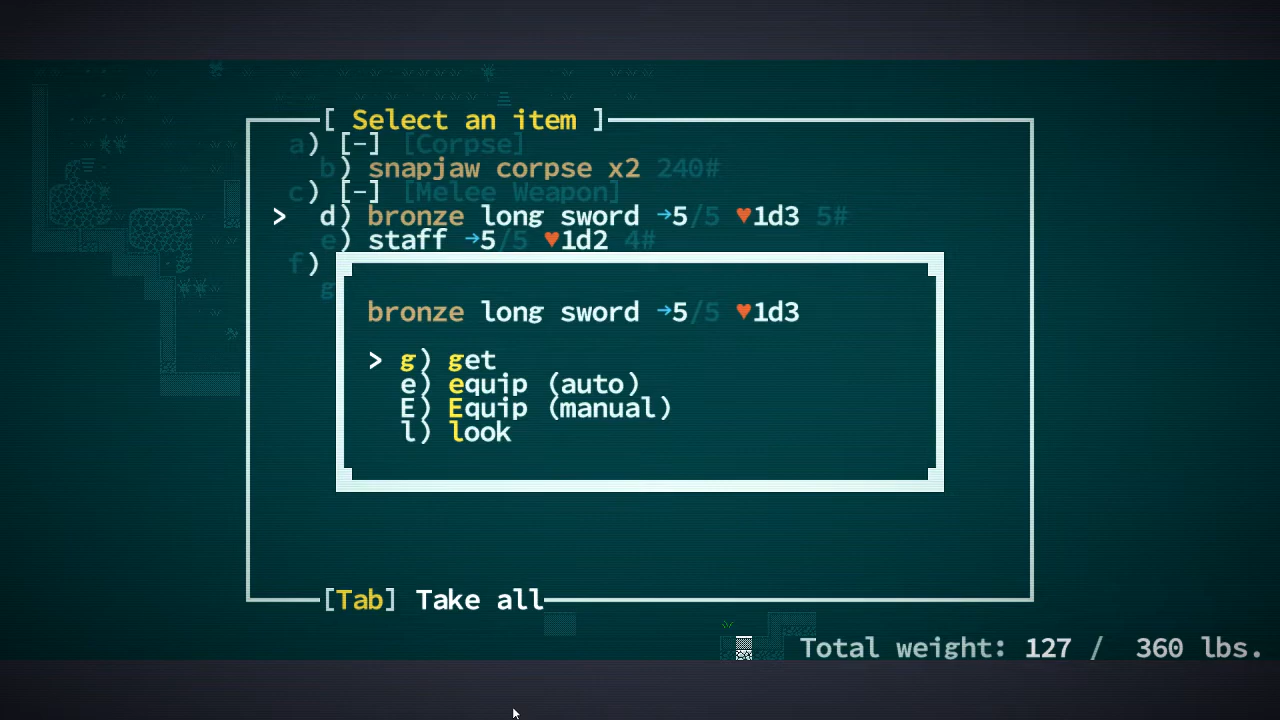 [ Select an item ]
a) [-] [Corpse]
b) snapjaw corpse x2 240#
c) [-] [Melee Weapon]
> d) bronze long sword →5/5 ♥1d3 5#
e) staff →5/5 ♥1d2 4#
f)
g
bronze long sword →5/5 ♥1d3
> g) get
e) equip (auto)
E) Equip (manual)
l) look
[Tab] Take all
Total weight: 127 / 360 lbs.